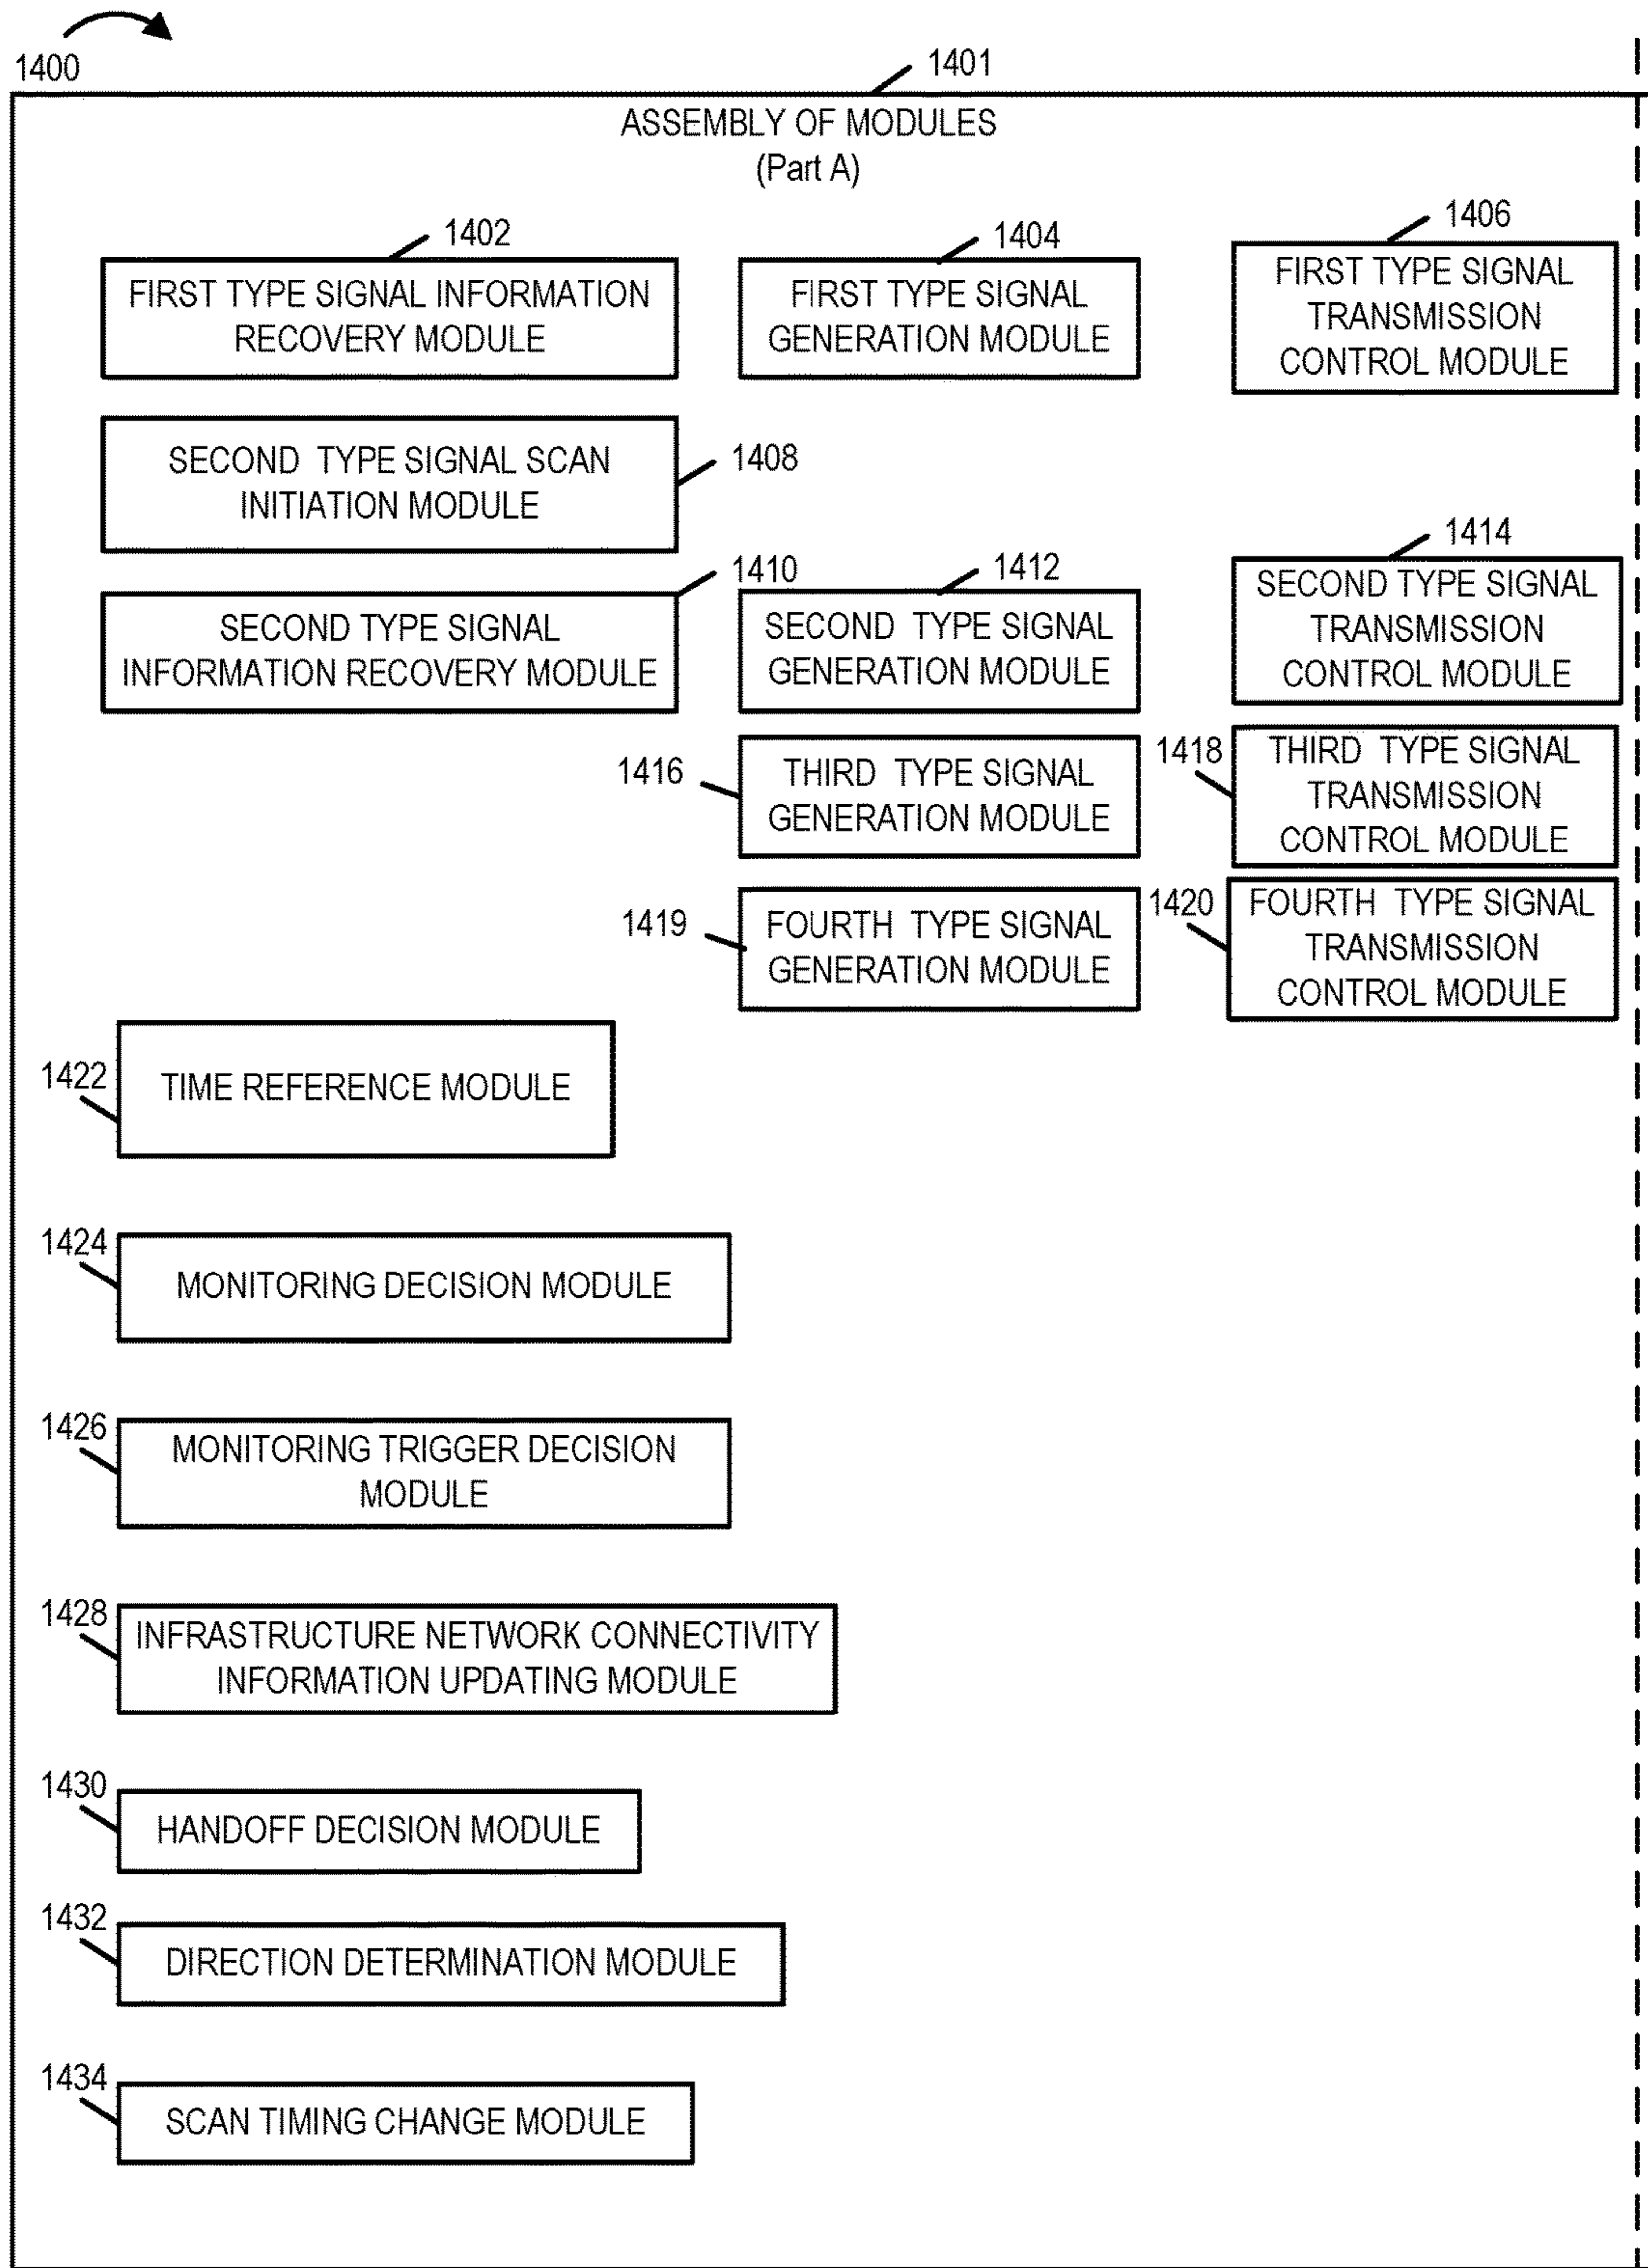 1400
1401
ASSEMBLY OF MODULES
(Part A)
1402
FIRST TYPE SIGNAL INFORMATION
RECOVERY MODULE
1404
FIRST TYPE SIGNAL
GENERATION MODULE
1406
FIRST TYPE SIGNAL
TRANSMISSION
CONTROL MODULE
SECOND TYPE SIGNAL SCAN
INITIATION MODULE
1408
1410
SECOND TYPE SIGNAL
INFORMATION RECOVERY MODULE
1412
SECOND TYPE SIGNAL
GENERATION MODULE
1414
SECOND TYPE SIGNAL
TRANSMISSION
CONTROL MODULE
1416
THIRD TYPE SIGNAL
GENERATION MODULE
1418
THIRD TYPE SIGNAL
TRANSMISSION
CONTROL MODULE
1419
FOURTH TYPE SIGNAL
GENERATION MODULE
1420
FOURTH TYPE SIGNAL
TRANSMISSION
CONTROL MODULE
1422
TIME REFERENCE MODULE
1424
MONITORING DECISION MODULE
1426
MONITORING TRIGGER DECISION
MODULE
1428
INFRASTRUCTURE NETWORK CONNECTIVITY
INFORMATION UPDATING MODULE
1430
HANDOFF DECISION MODULE
1432
DIRECTION DETERMINATION MODULE
1434
SCAN TIMING CHANGE MODULE